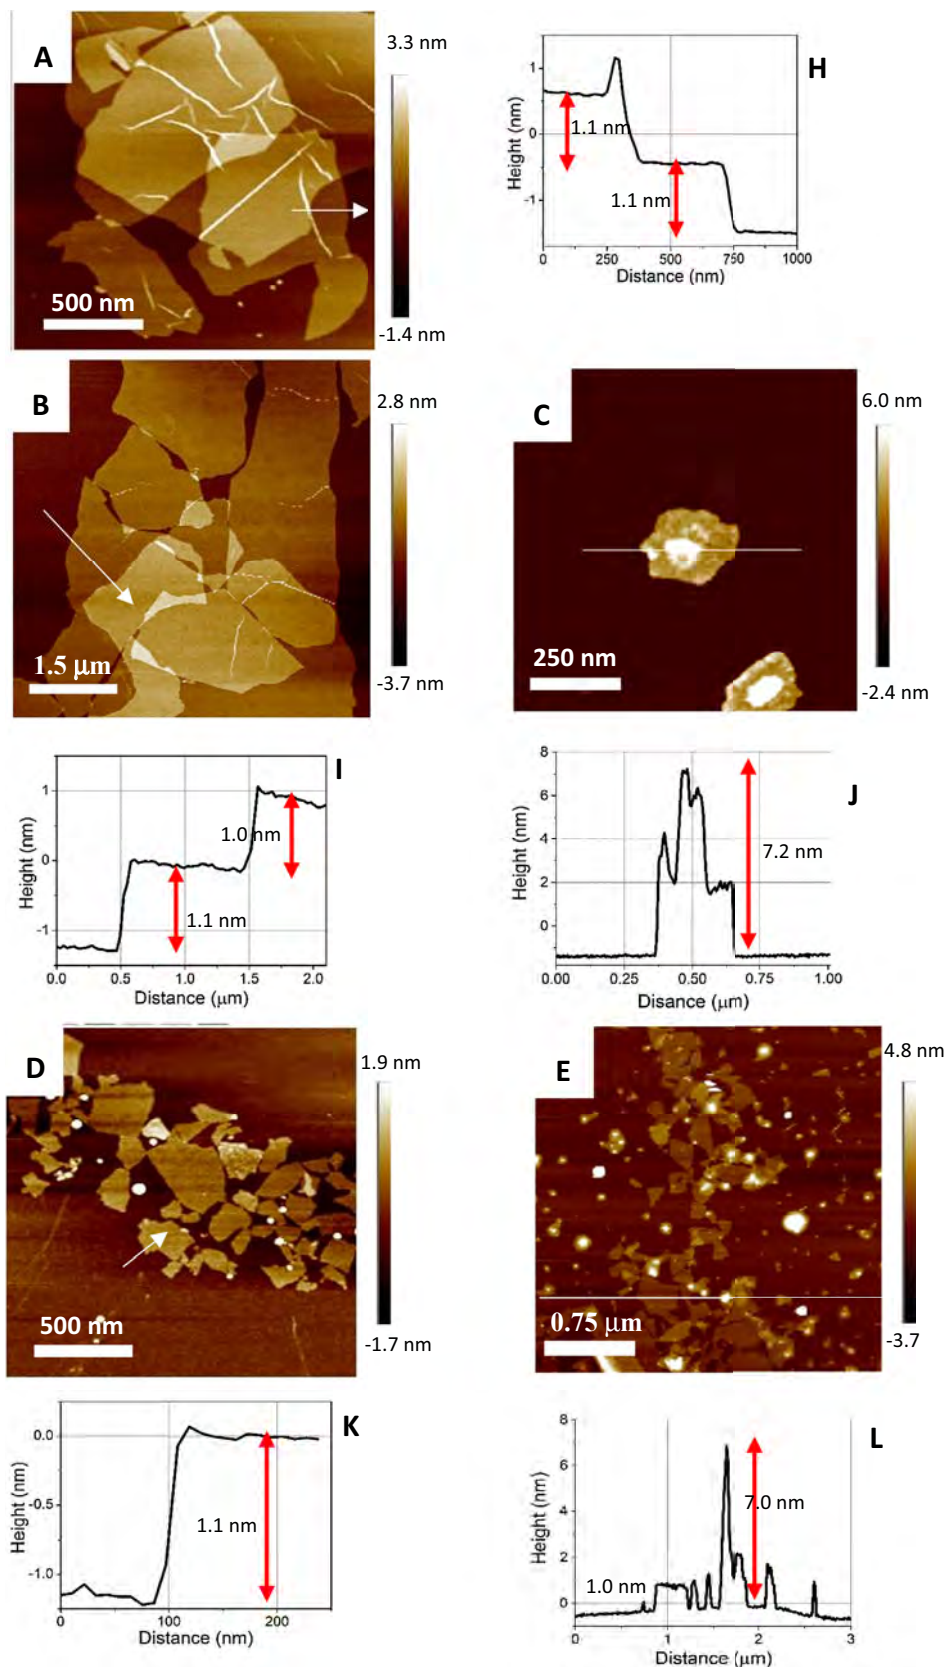 A
3.3 nm
500 nm
-1.4 nm
H
Height (nm)
1
0
-1
1.1 nm
1.1 nm
0
250
500
750
1000
Distance (nm)
B
2.8 nm
1.5 μm
-3.7 nm
C
6.0 nm
250 nm
-2.4 nm
I
Height (nm)
1
0
-1
1.0 nm
1.1 nm
0.0
0.5
1.0
1.5
2.0
Distance (μm)
J
Height (nm)
8
6
4
2
0
7.2 nm
0.00
0.25
0.50
0.75
1.00
Disance (μm)
D
1.9 nm
500 nm
-1.7 nm
E
4.8 nm
0.75 μm
-3.7
K
Height (nm)
0.0
-0.5
-1.0
1.1 nm
0
100
200
Distance (nm)
L
Height (nm)
8
6
4
2
0
7.0 nm
1.0 nm
0
1
2
3
Distance (μm)